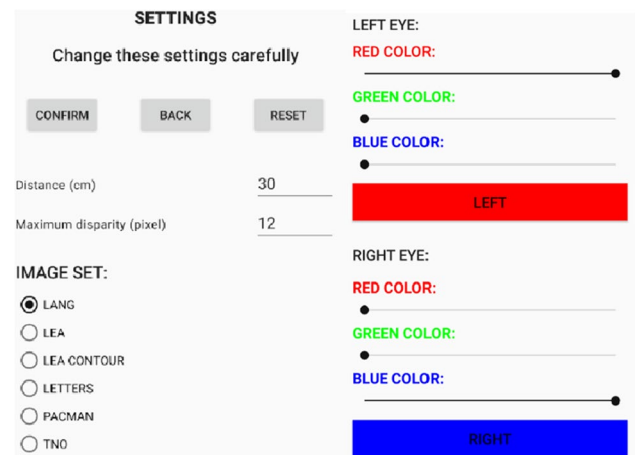 SETTINGS
Change these settings carefully
CONFIRM BACK RESET
Distance (cm) 30
Maximum disparity (pixel) 12
IMAGE SET:
LANG
LEA
LEA CONTOUR
LETTERS
PACMAN
TNO
LEFT EYE:
RED COLOR:
GREEN COLOR:
BLUE COLOR:
LEFT
RIGHT EYE:
RED COLOR:
GREEN COLOR:
BLUE COLOR:
RIGHT